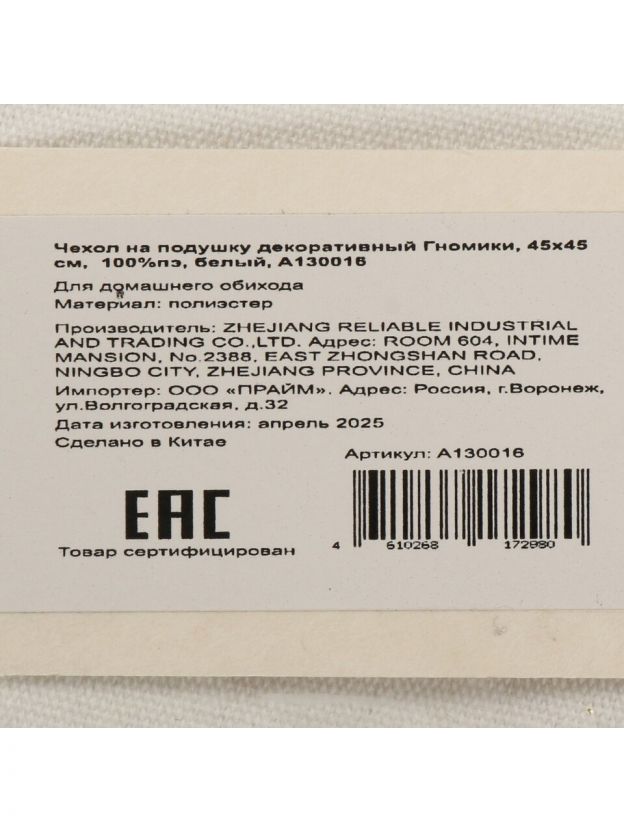 Чехол на подушку декоративный Гномики, 45х45
см,  100%пэ, белый, А130016
Для домашнего обихода
Материал: полиэстер
Производитель: ZHEJIANG RELIABLE INDUSTRIAL
AND TRADING CO.,LTD. Адрес: ROOM 604, INTIME
MANSION, No.2388, EAST ZHONGSHAN ROAD,
NINGBO CITY, ZHEJIANG PROVINCE, CHINA
Импортер: ООО «ПРАЙМ». Адрес: Россия, г.Воронеж,
ул.Волгоградская, д.32
Дата изготовления: апрель 2025
Сделано в Китае
Артикул: А130016
EAC
Товар сертифицирован
4 610268 172980